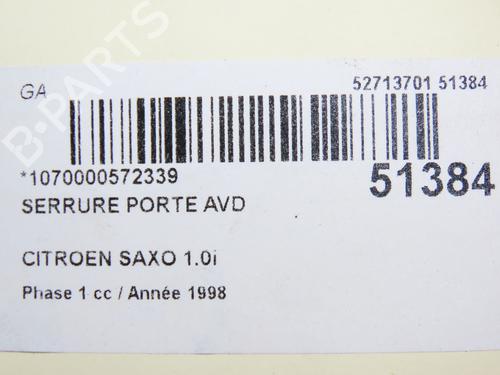 GA
52713701 51384
*1070000572339
51384
SERRURE PORTE AVD
CITROEN SAXO 1.0i
Phase 1 cc / Année 1998
B-PARTS